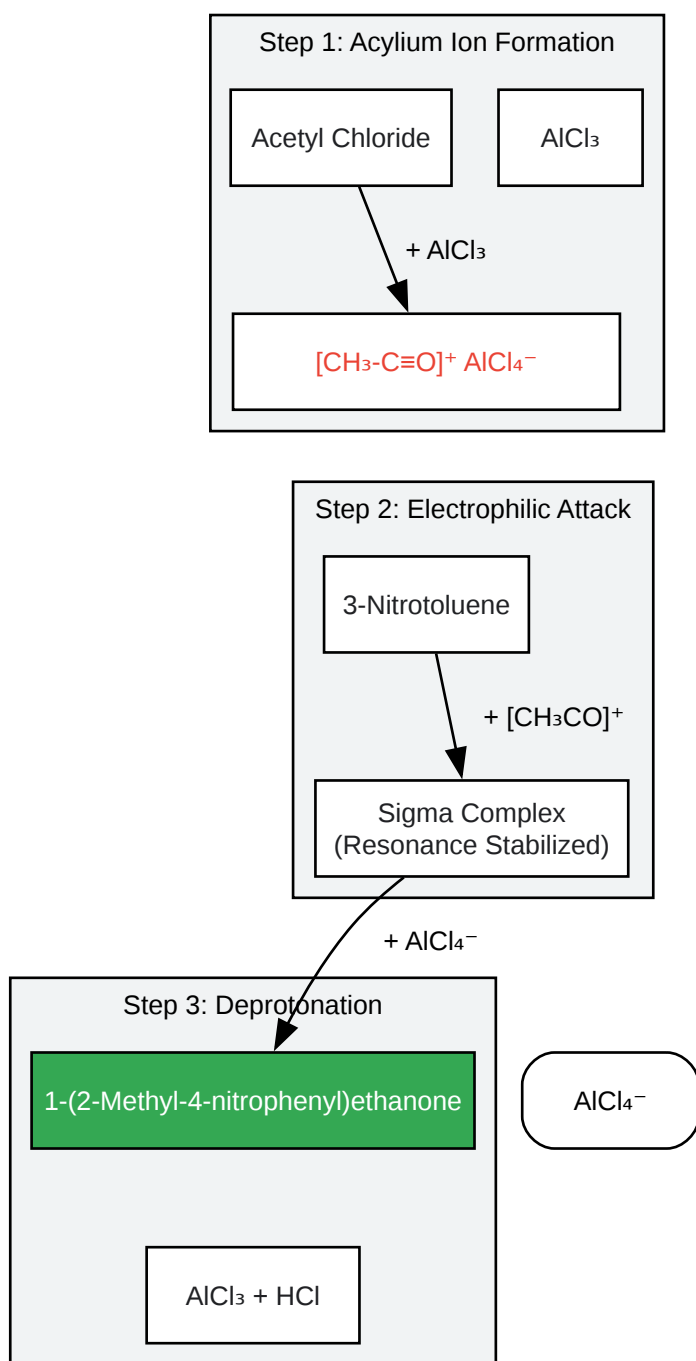 Step 1: Acylium Ion Formation
Acetyl Chloride
AlCl₃
+ AlCl₃
[CH₃-C≡O]⁺ AlCl₄⁻
Step 2: Electrophilic Attack
3-Nitrotoluene
+ [CH₃CO]⁺
Sigma Complex
(Resonance Stabilized)
+ AlCl₄⁻
Step 3: Deprotonation
1-(2-Methyl-4-nitrophenyl)ethanone
AlCl₄⁻
AlCl₃ + HCl